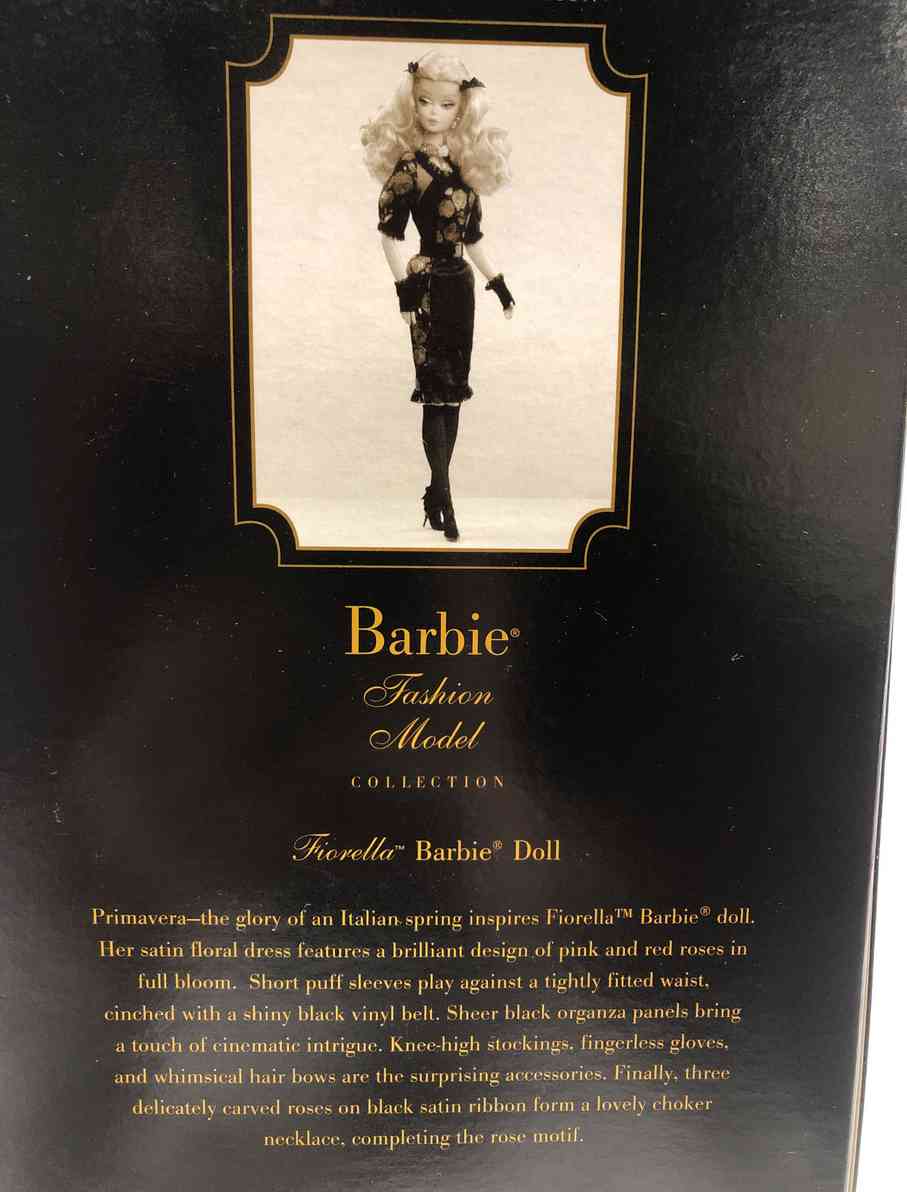 Barbie®
Fashion
Model
COLLECTION
Fiorella™ Barbie® Doll
Primavera—the glory of an Italian spring inspires Fiorella™ Barbie® doll.
Her satin floral dress features a brilliant design of pink and red roses in
full bloom. Short puff sleeves play against a tightly fitted waist,
cinched with a shiny black vinyl belt. Sheer black organza panels bring
a touch of cinematic intrigue. Knee-high stockings, fingerless gloves,
and whimsical hair bows are the surprising accessories. Finally, three
delicately carved roses on black satin ribbon form a lovely choker
necklace, completing the rose motif.